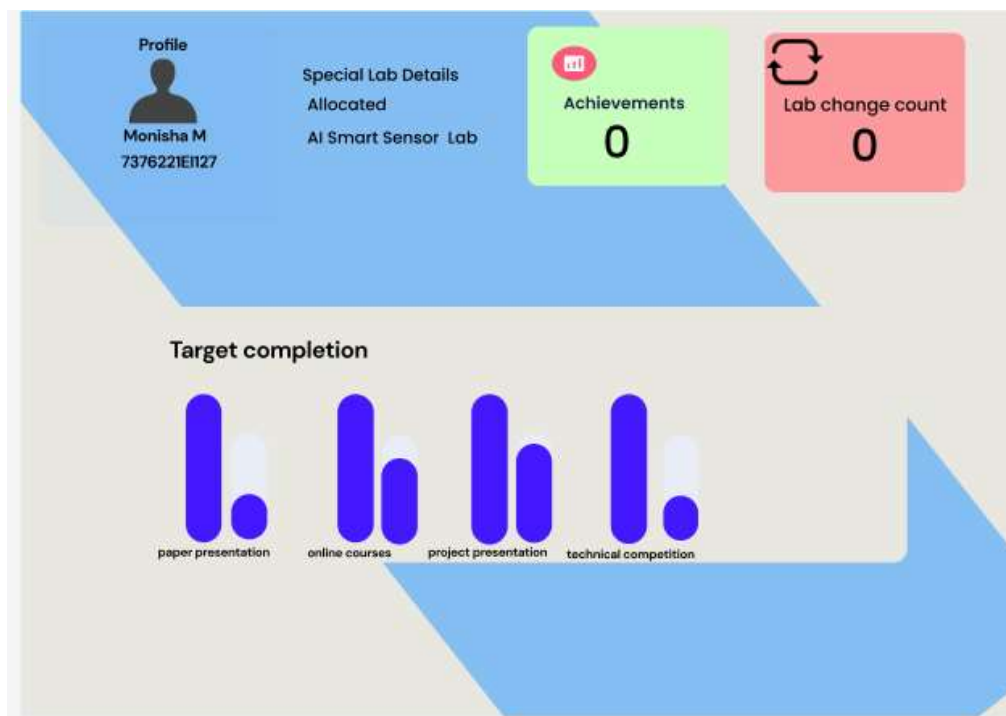 Profile
Monisha M
7376221EI127
Special Lab Details
Allocated
AI Smart Sensor Lab
Achievements
0
Lab change count
0
Target completion
paper presentation
online courses
project presentation
technical competition